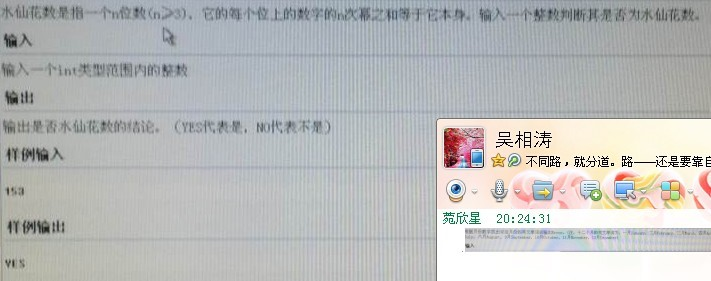 水仙花数是指一个n位数(n≥3)，它的每个位上的数字的n次幂之和等于它本身。输入一个整数判断其是否为水仙花数。
输入
输入一个int类型范围内的整数
输出
输出是否水仙花数的结论。（YES代表是，NO代表不是）
样例输入
153
样例输出
YES
吴相涛
不同路，就分道。路——还是要靠自
菀欣星 20:24:31
输入